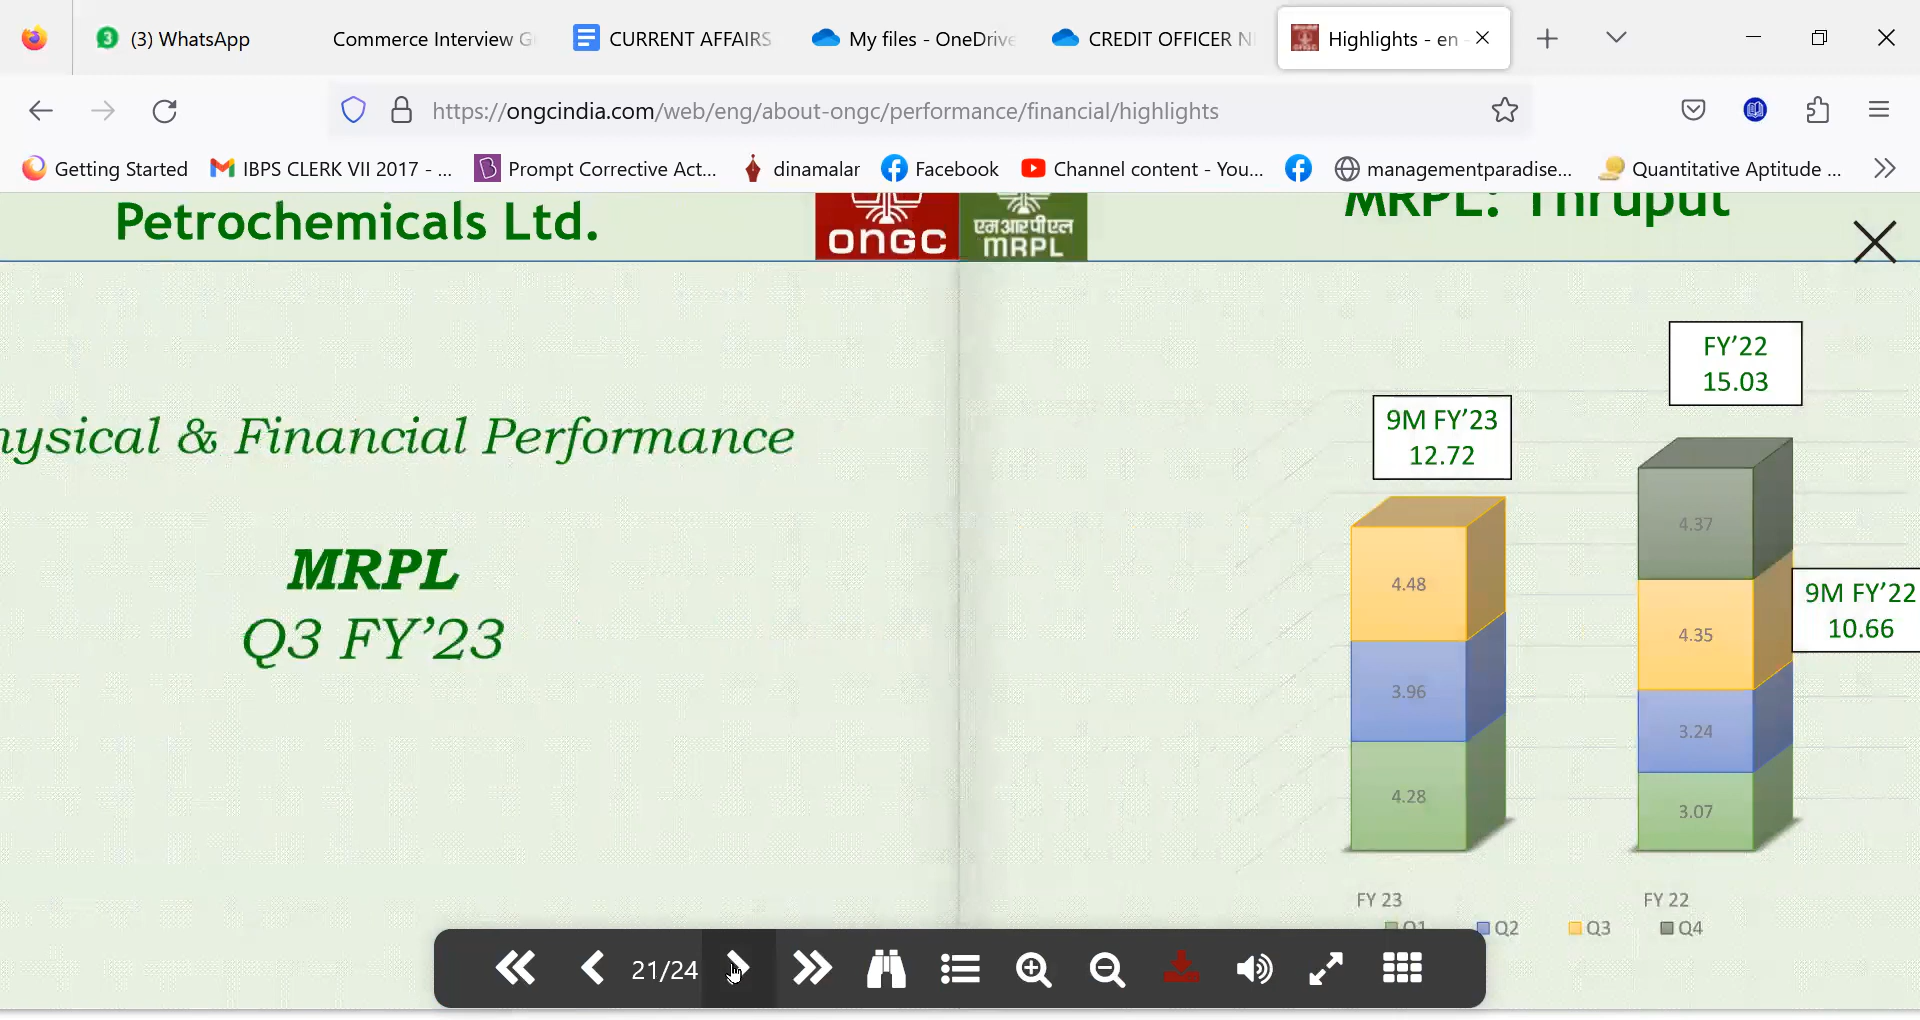 (3) WhatsApp
Commerce Interview G
CURRENT AFFAIRS
My files - OneDrive
CREDIT OFFICER N
Highlights - en -
https://ongcindia.com/web/eng/about-ongc/performance/financial/highlights
Getting Started
IBPS CLERK VII 2017 - ...
Prompt Corrective Act...
dinamalar
Facebook
Channel content - You...
managementparadise...
Quantitative Aptitude ...
Petrochemicals Ltd.
ongc
एमआरपीएल
MRPL
MRPL: Thruput
hysical & Financial Performance
MRPL
Q3 FY’23
FY’22
15.03
9M FY’23
12.72
9M FY’22
10.66
4.48
3.96
4.28
4.37
4.35
3.24
3.07
FY 23
FY 22
Q1
Q2
Q3
Q4
21/24